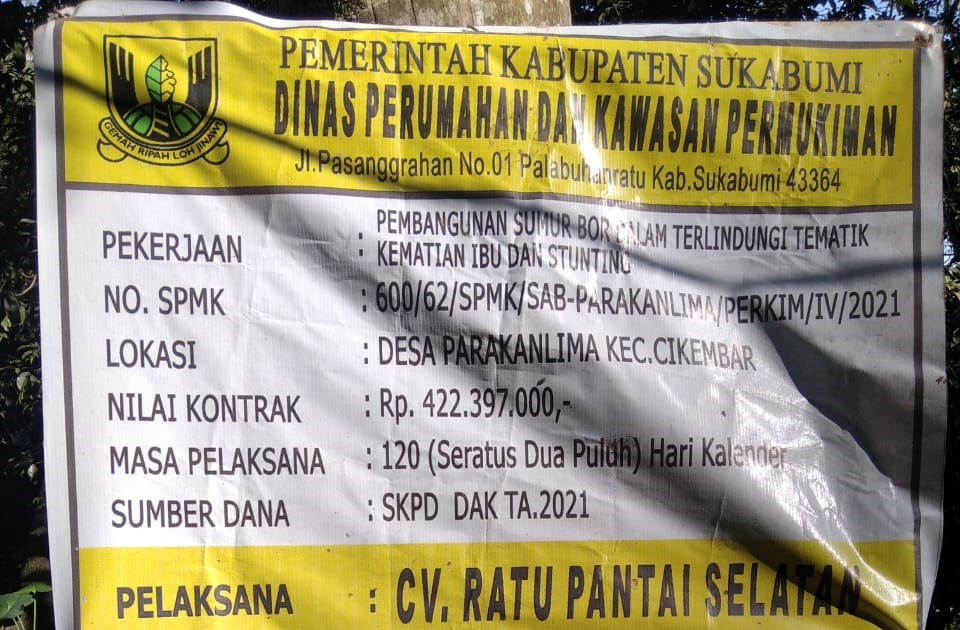 GEMAH RIPAH LOH JINAWI
PEMERINTAH KABUPATEN SUKABUMI
DINAS PERUMAHAN DAN KAWASAN PERMUKIMAN
Jl.Pasanggrahan No.01 Palabuhanratu Kab.Sukabumi 43364
PEKERJAAN : PEMBANGUNAN SUMUR BOR DALAM TERLINDUNGI TEMATIK
KEMATIAN IBU DAN STUNTING
NO. SPMK : 600/62/SPMK/SAB-PARAKANLIMA/PERKIM/IV/2021
LOKASI : DESA PARAKANLIMA KEC.CIKEMBAR
NILAI KONTRAK : Rp. 422.397.000,-
MASA PELAKSANA : 120 (Seratus Dua Puluh) Hari Kalender
SUMBER DANA : SKPD DAK TA.2021
PELAKSANA : CV. RATU PANTAI SELATAN